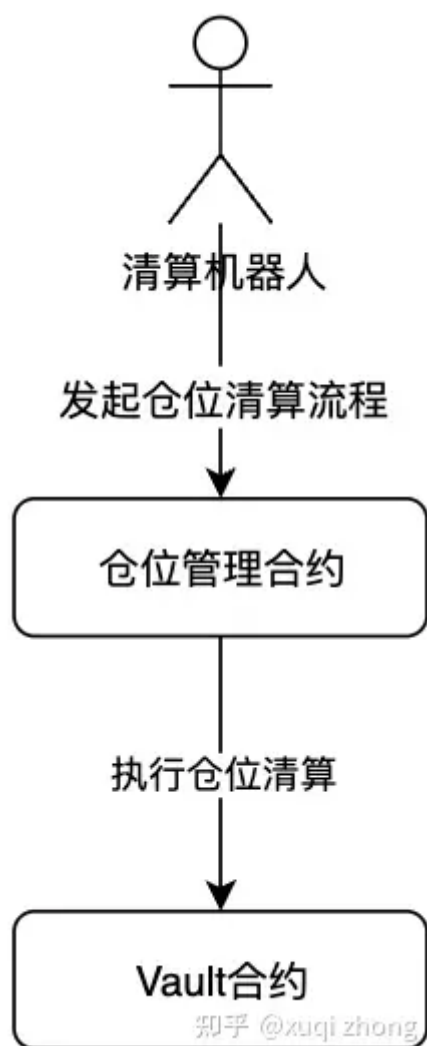 清算机器人
发起仓位清算流程
仓位管理合约
执行仓位清算
Vault合约
知乎 @xuqi zhong